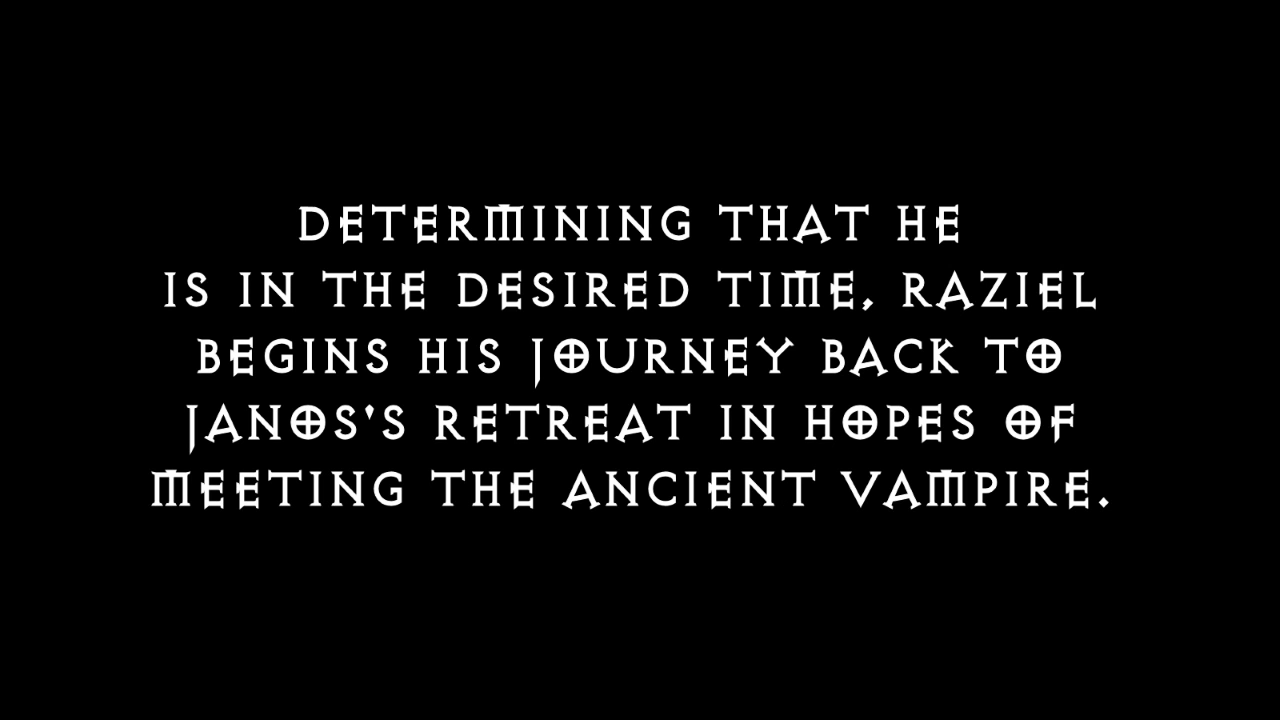 DETERMINING THAT HE
IS IN THE DESIRED TIME, RAZIEL
BEGINS HIS JOURNEY BACK TO
JANOS'S RETREAT IN HOPES OF
MEETING THE ANCIENT VAMPIRE.